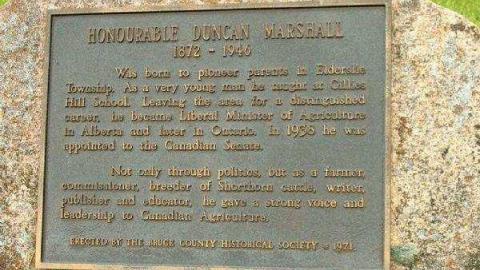 HONOURABLE DUNCAN MARSHALL
1872 - 1946
Was born to pioneer parents in Elderslie
Township. As a very young man he taught at Gillies
Hill School. Leaving the area for a distinguished
career, he became Liberal Minister of Agriculture
in Alberta and later in Ontario. In 1938 he was
appointed to the Canadian Senate.
Not only through politics, but as a farmer,
commissioner, breeder of Shorthorn cattle, writer,
publisher and educator, he gave a strong voice and
leadership to Canadian Agriculture.
ERECTED BY THE BRUCE COUNTY HISTORICAL SOCIETY 1971